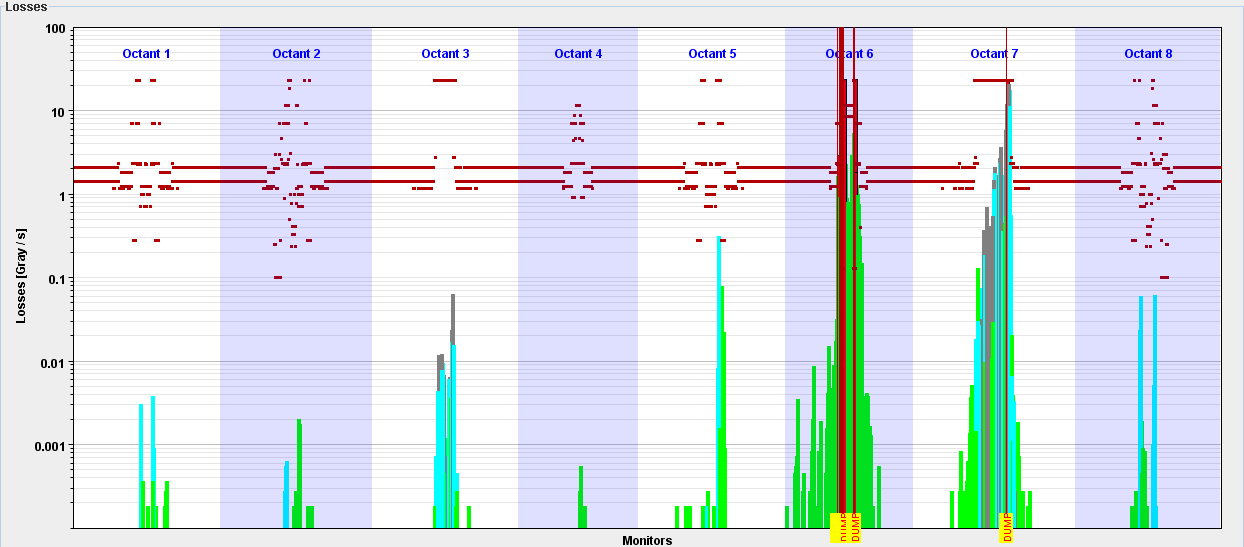 Losses
100
10
1
0.1
0.01
0.001
Losses [Gray / s]
Octant 1
Octant 2
Octant 3
Octant 4
Octant 5
Octant 6
Octant 7
Octant 8
DUMP
DUMP
DUMP
Monitors